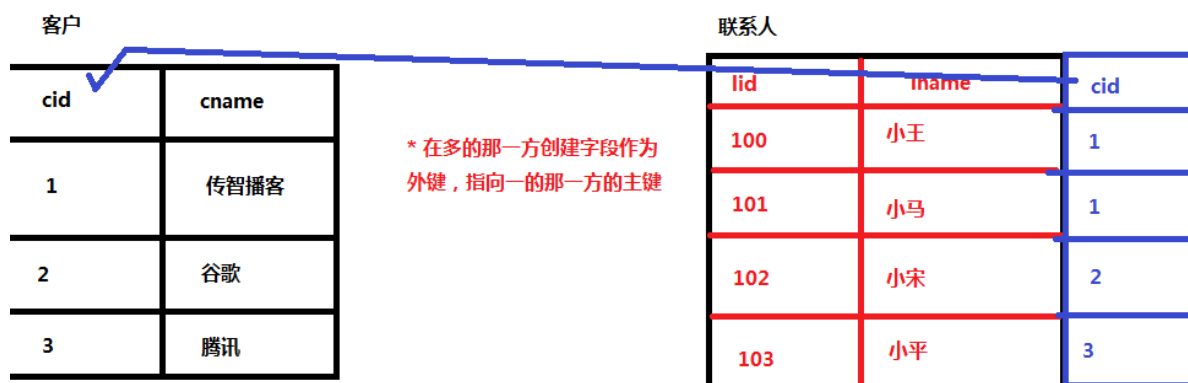 客户
联系人
cid cname
lid lname cid
* 在多的那一方创建字段作为
外键，指向一的那一方的主键
100 小王 1
1 传智播客
101 小马 1
2 谷歌
102 小宋 2
3 腾讯
103 小平 3